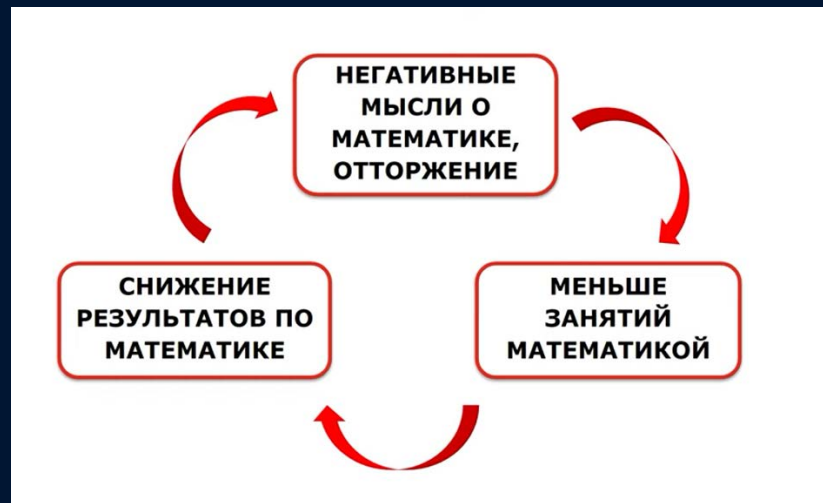 НЕГАТИВНЫЕ
МЫСЛИ О
МАТЕМАТИКЕ,
ОТТОРЖЕНИЕ
МЕНЬШЕ
ЗАНЯТИЙ
МАТЕМАТИКОЙ
СНИЖЕНИЕ
РЕЗУЛЬТАТОВ ПО
МАТЕМАТИКЕ